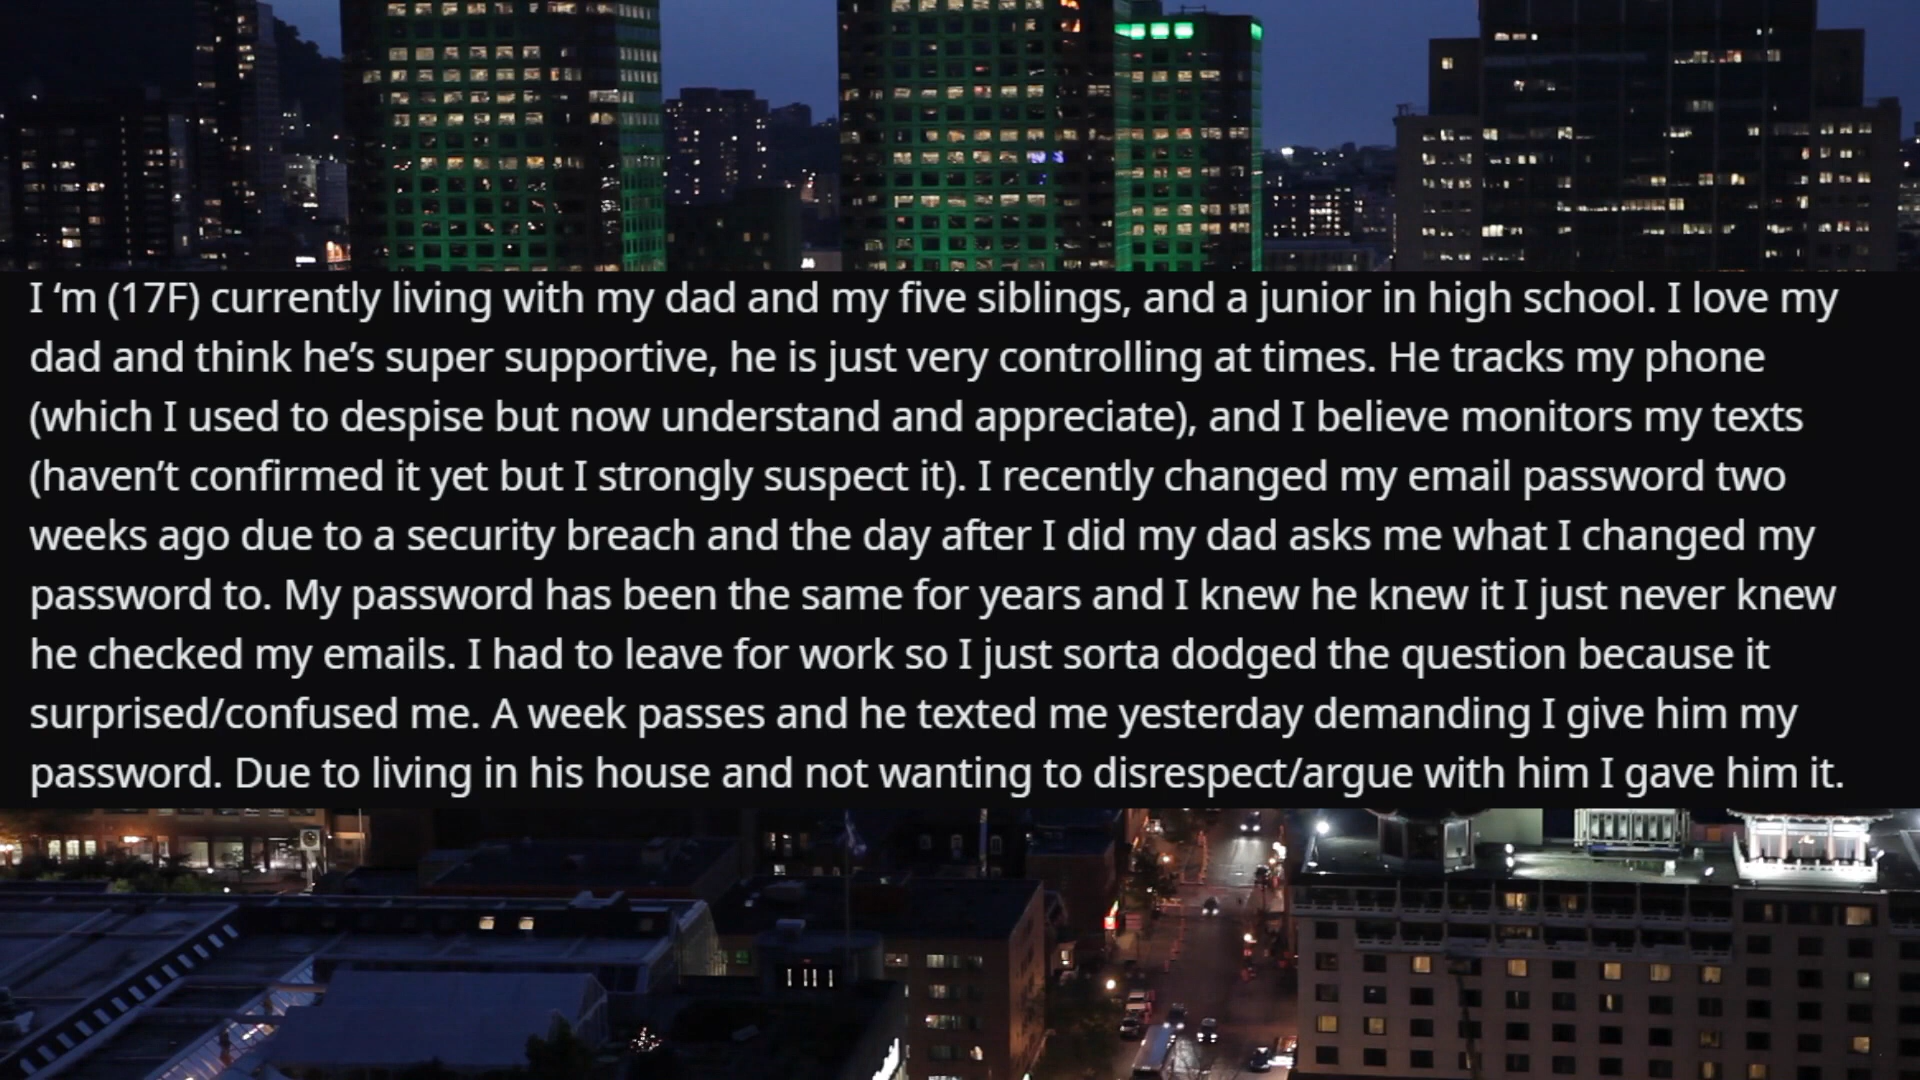 I ‘m (17F) currently living with my dad and my five siblings, and a junior in high school. I love my
dad and think he’s super supportive, he is just very controlling at times. He tracks my phone
(which I used to despise but now understand and appreciate), and I believe monitors my texts
(haven’t confirmed it yet but I strongly suspect it). I recently changed my email password two
weeks ago due to a security breach and the day after I did my dad asks me what I changed my
password to. My password has been the same for years and I knew he knew it I just never knew
he checked my emails. I had to leave for work so I just sorta dodged the question because it
surprised/confused me. A week passes and he texted me yesterday demanding I give him my
password. Due to living in his house and not wanting to disrespect/argue with him I gave him it.